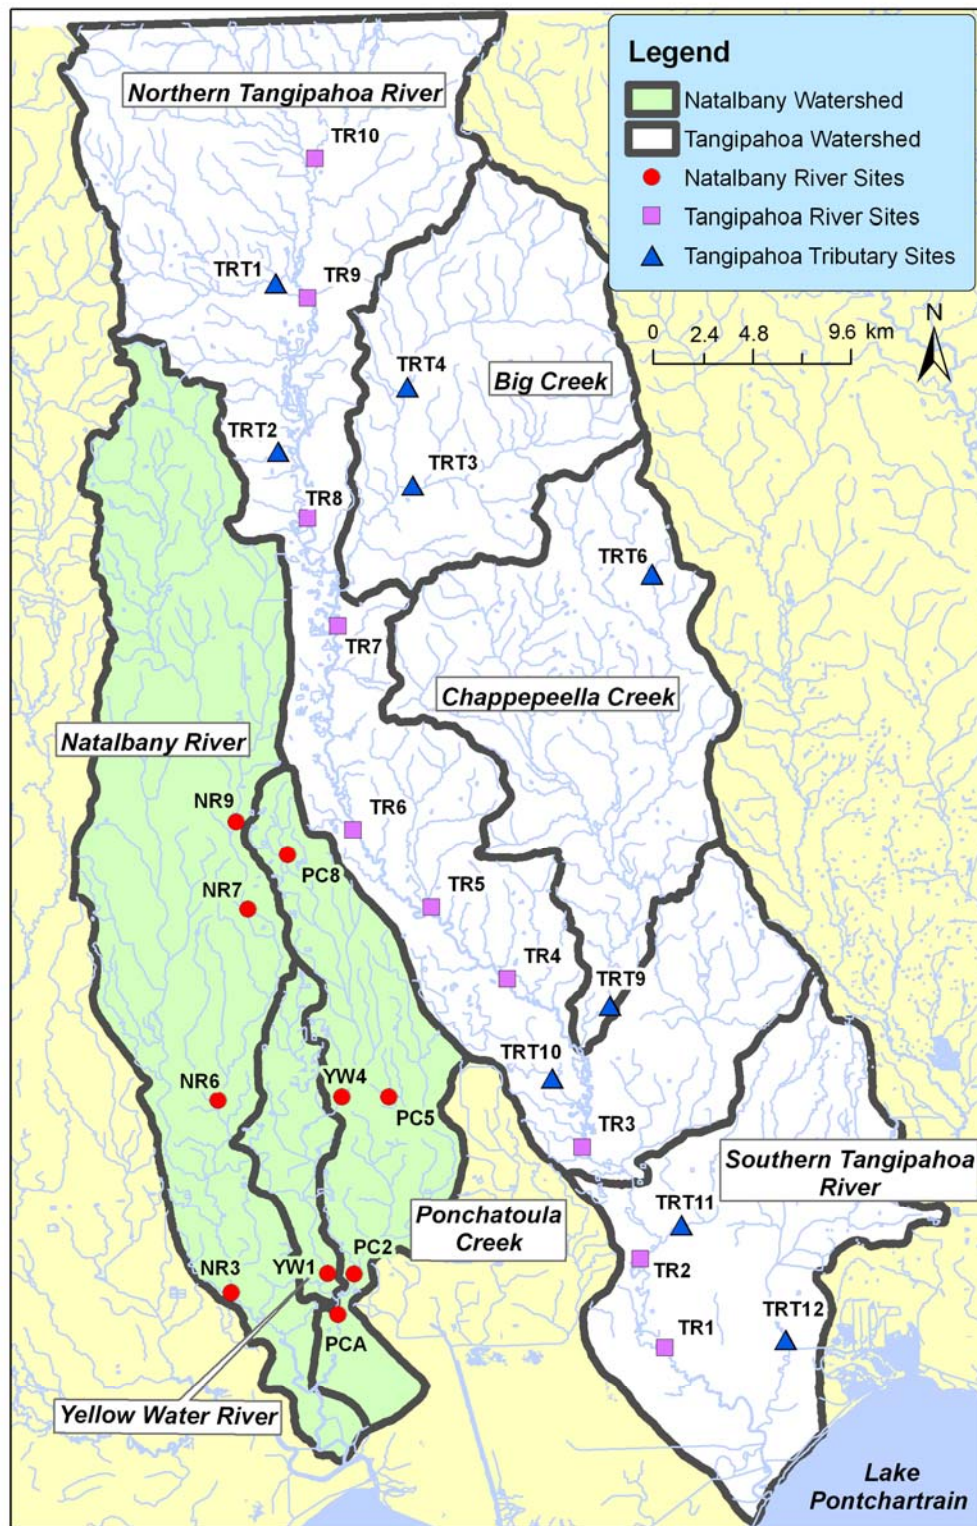 Legend
Natalbany Watershed
Tangipahoa Watershed
Natalbany River Sites
Tangipahoa River Sites
Tangipahoa Tributary Sites
0 2.4 4.8 9.6 km
N
Northern Tangipahoa River
TR10
TRT1
TR9
TRT4
Big Creek
TRT2
TRT3
TR8
TRT6
TR7
Chappepeella Creek
Natalbany River
NR9
TR6
PC8
NR7
TR5
TR4
TRT9
TRT10
NR6
YW4
PC5
TR3
Southern Tangipahoa
River
TRT11
Ponchatoula
Creek
NR3
YW1
PC2
TR2
PCA
TR1
TRT12
Yellow Water River
Lake
Pontchartrain